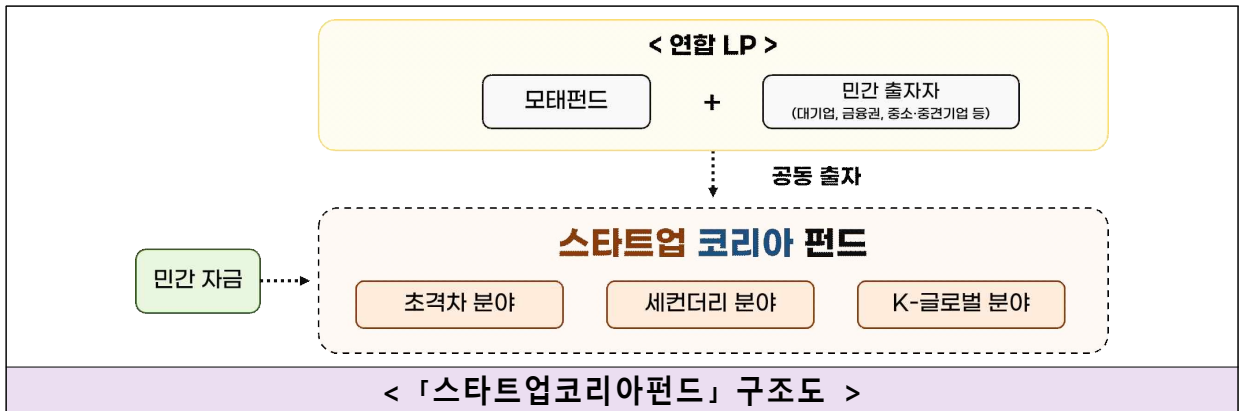 < 연합 LP >
모태펀드 + 민간 출자자
(대기업, 금융권, 중소·중견기업 등)
공동 출자
스타트업 코리아 펀드
민간 자금
초격차 분야 세컨더리 분야 K-글로벌 분야
< 「스타트업코리아펀드」 구조도 >